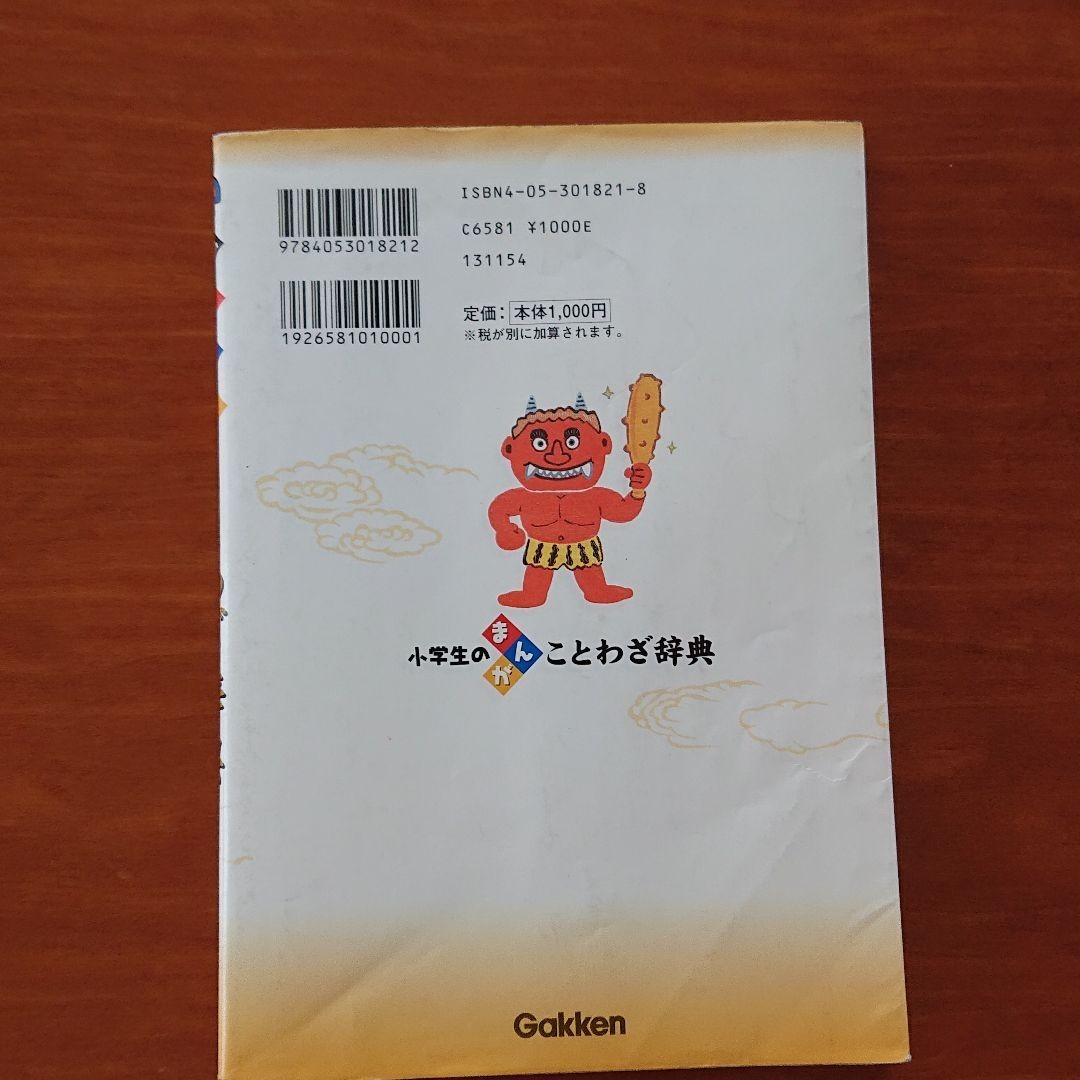 ISBN4-05-301821-8
C6581 ¥1000E
131154
9784053018212
1926581010001
定価：本体1,000円
※税が別に加算されます。
小学生のまんがことわざ辞典
Gakken